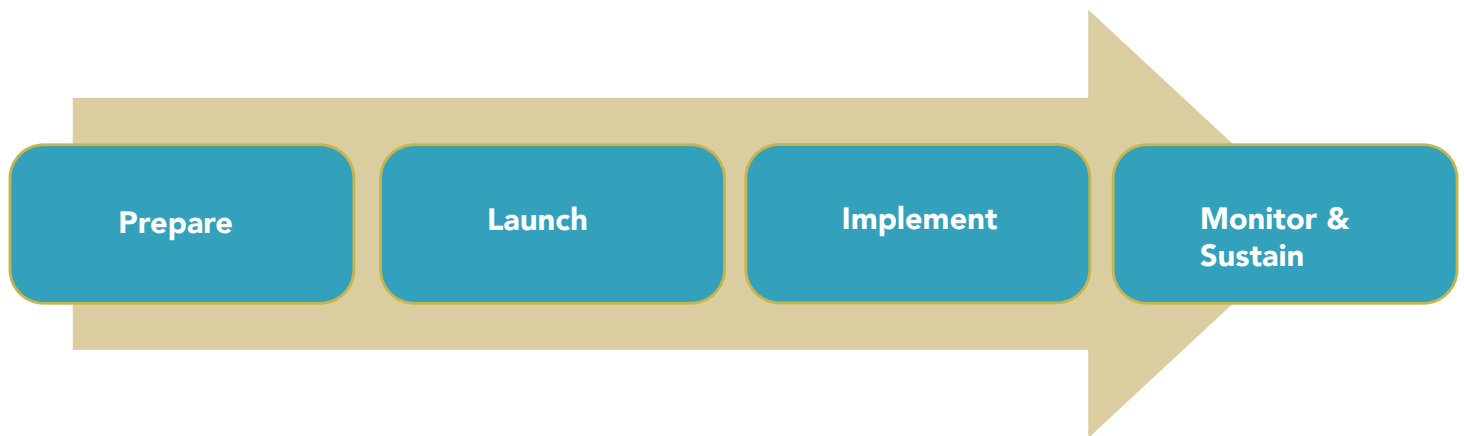 Prepare
Launch
Implement
Monitor &
Sustain